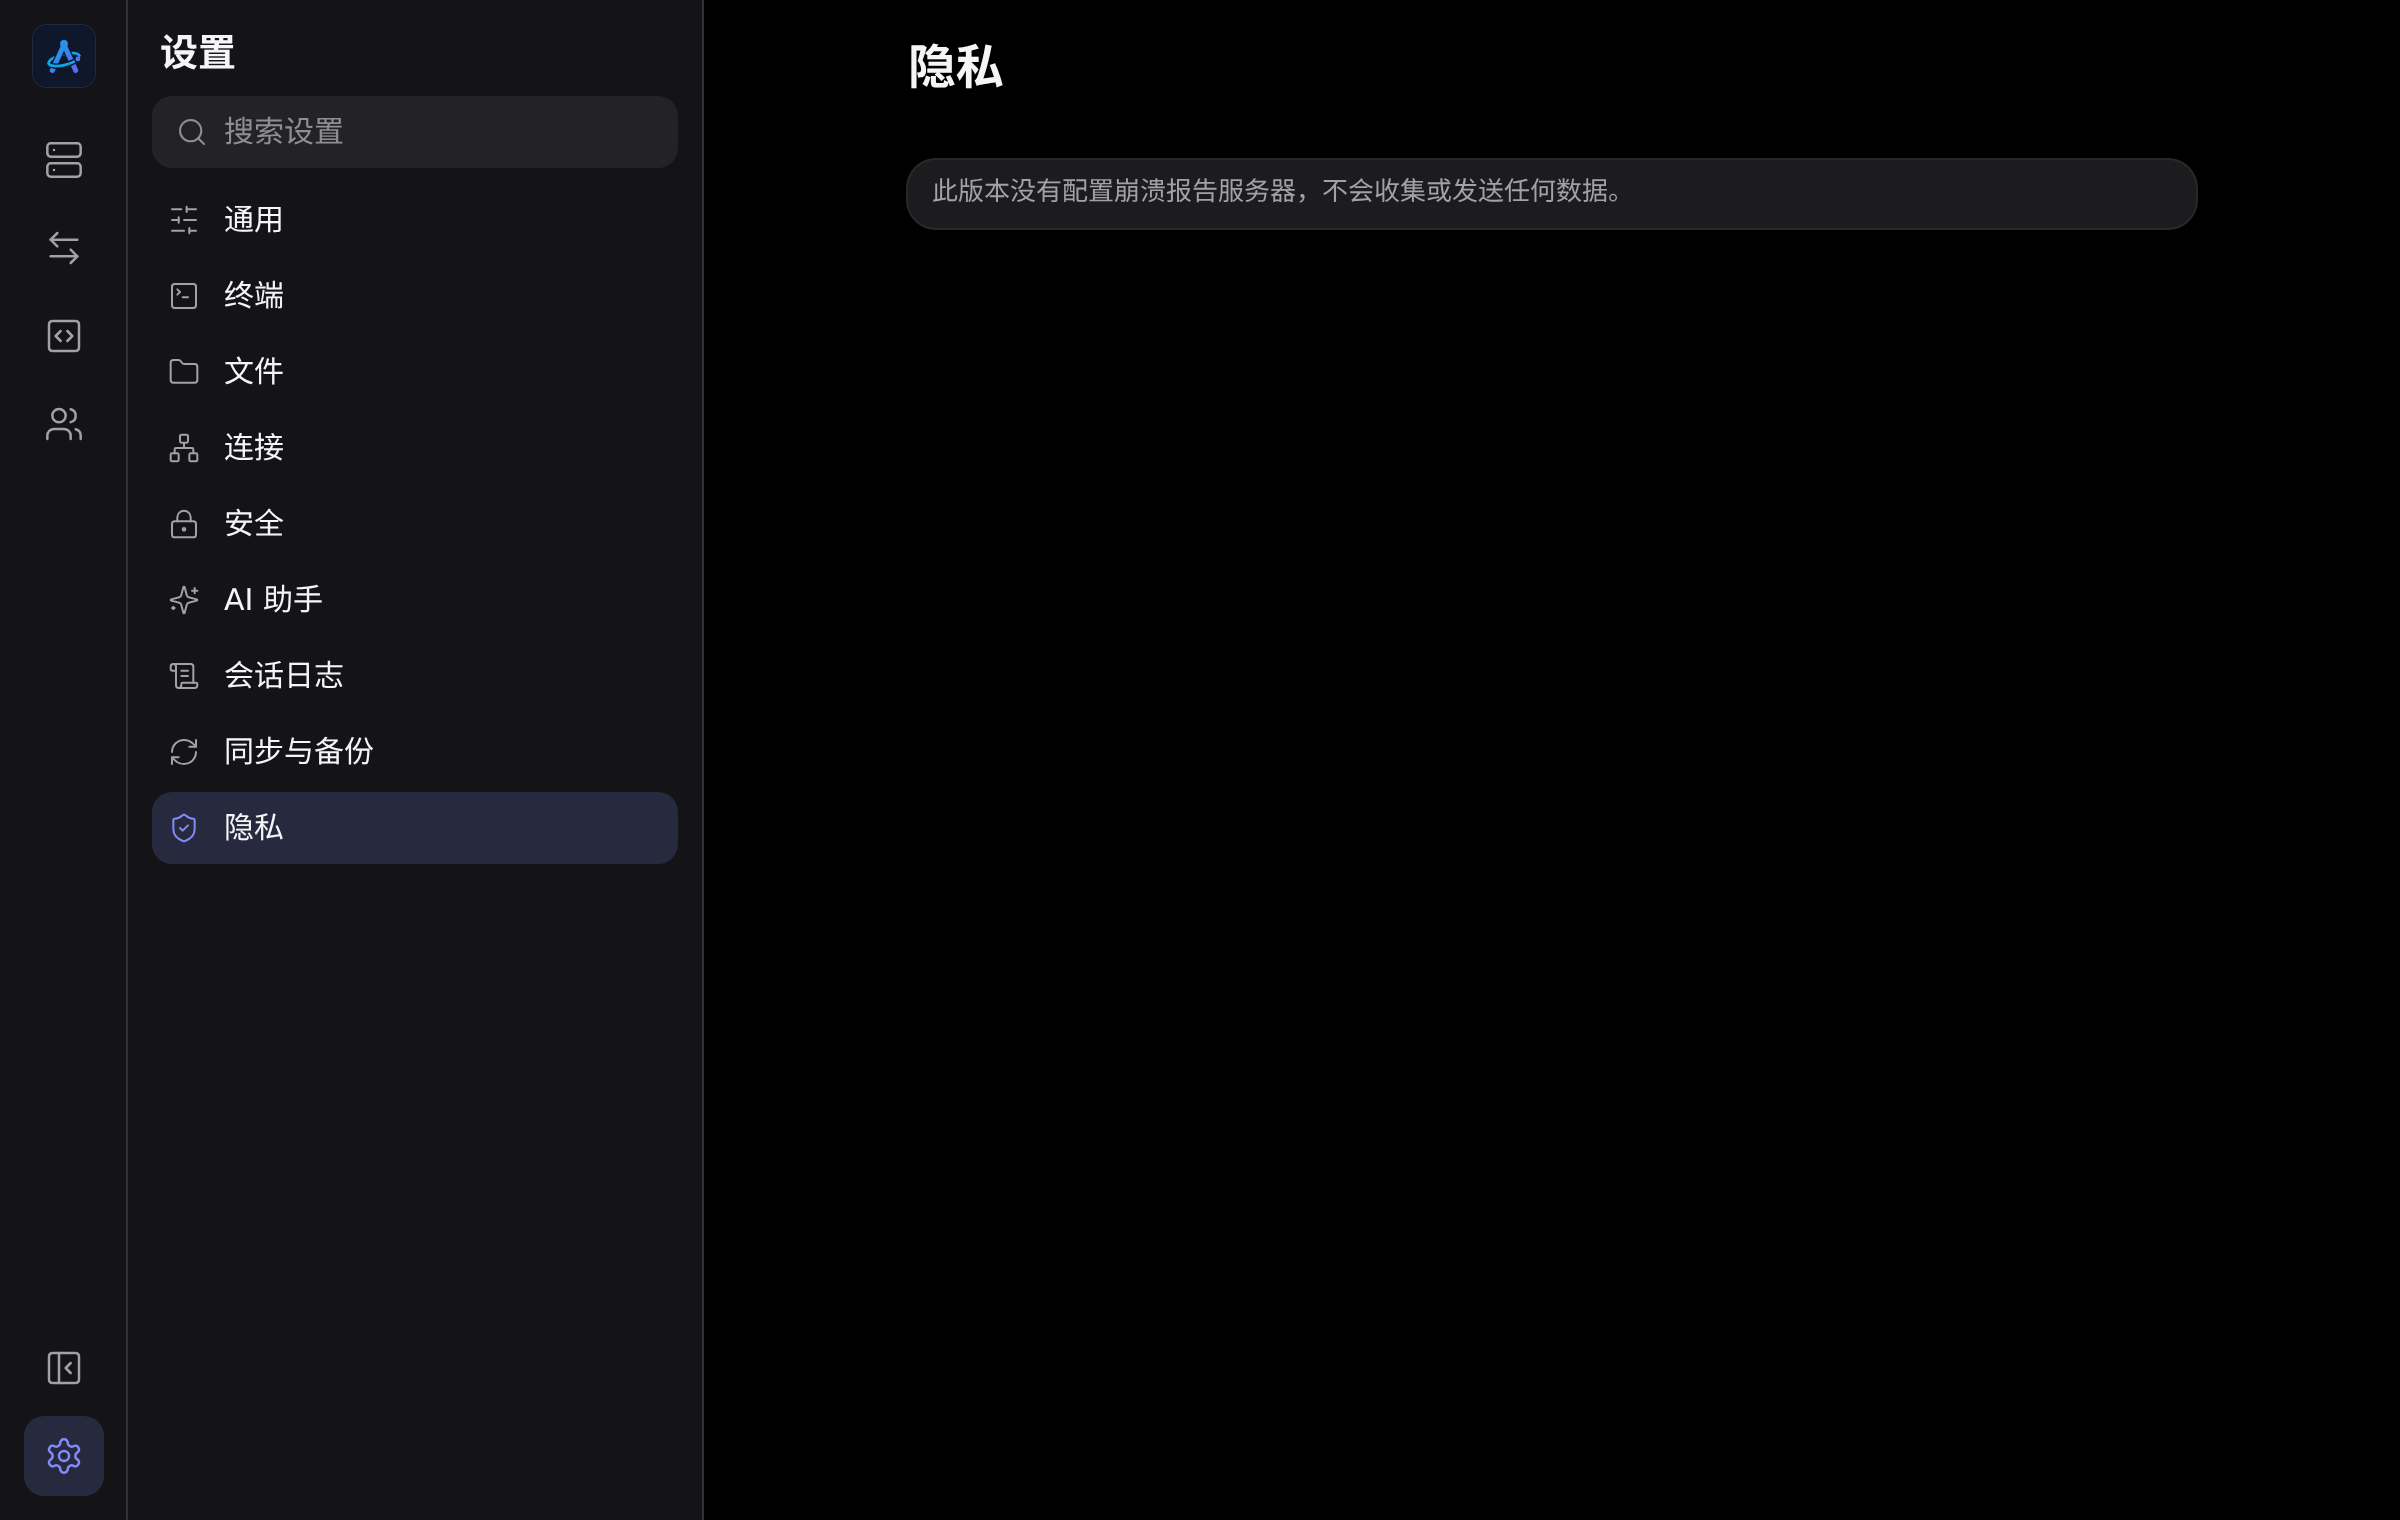 设置
搜索设置
通用
终端
文件
连接
安全
AI 助手
会话日志
同步与备份
隐私
隐私
此版本没有配置崩溃报告服务器，不会收集或发送任何数据。